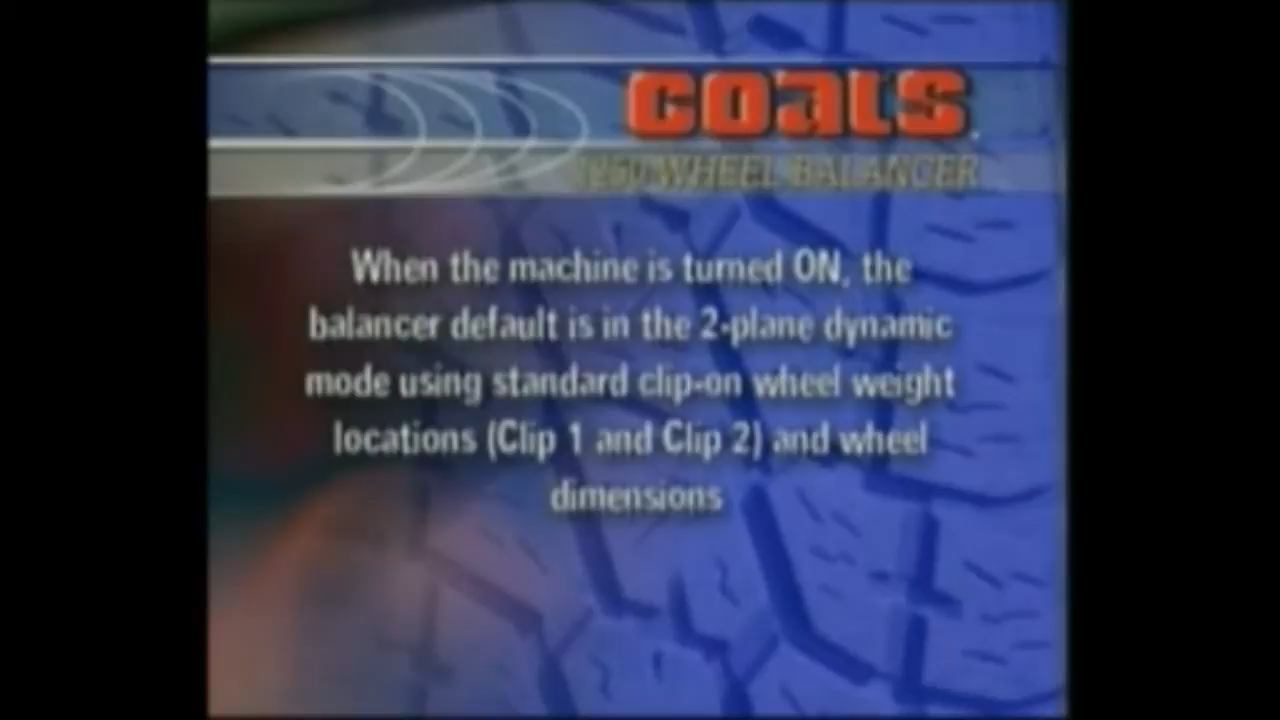 coats
1250 WHEEL BALANCER
When the machine is turned ON, the
balancer default is in the 2-plane dynamic
mode using standard clip-on wheel weight
locations (Clip 1 and Clip 2) and wheel
dimensions